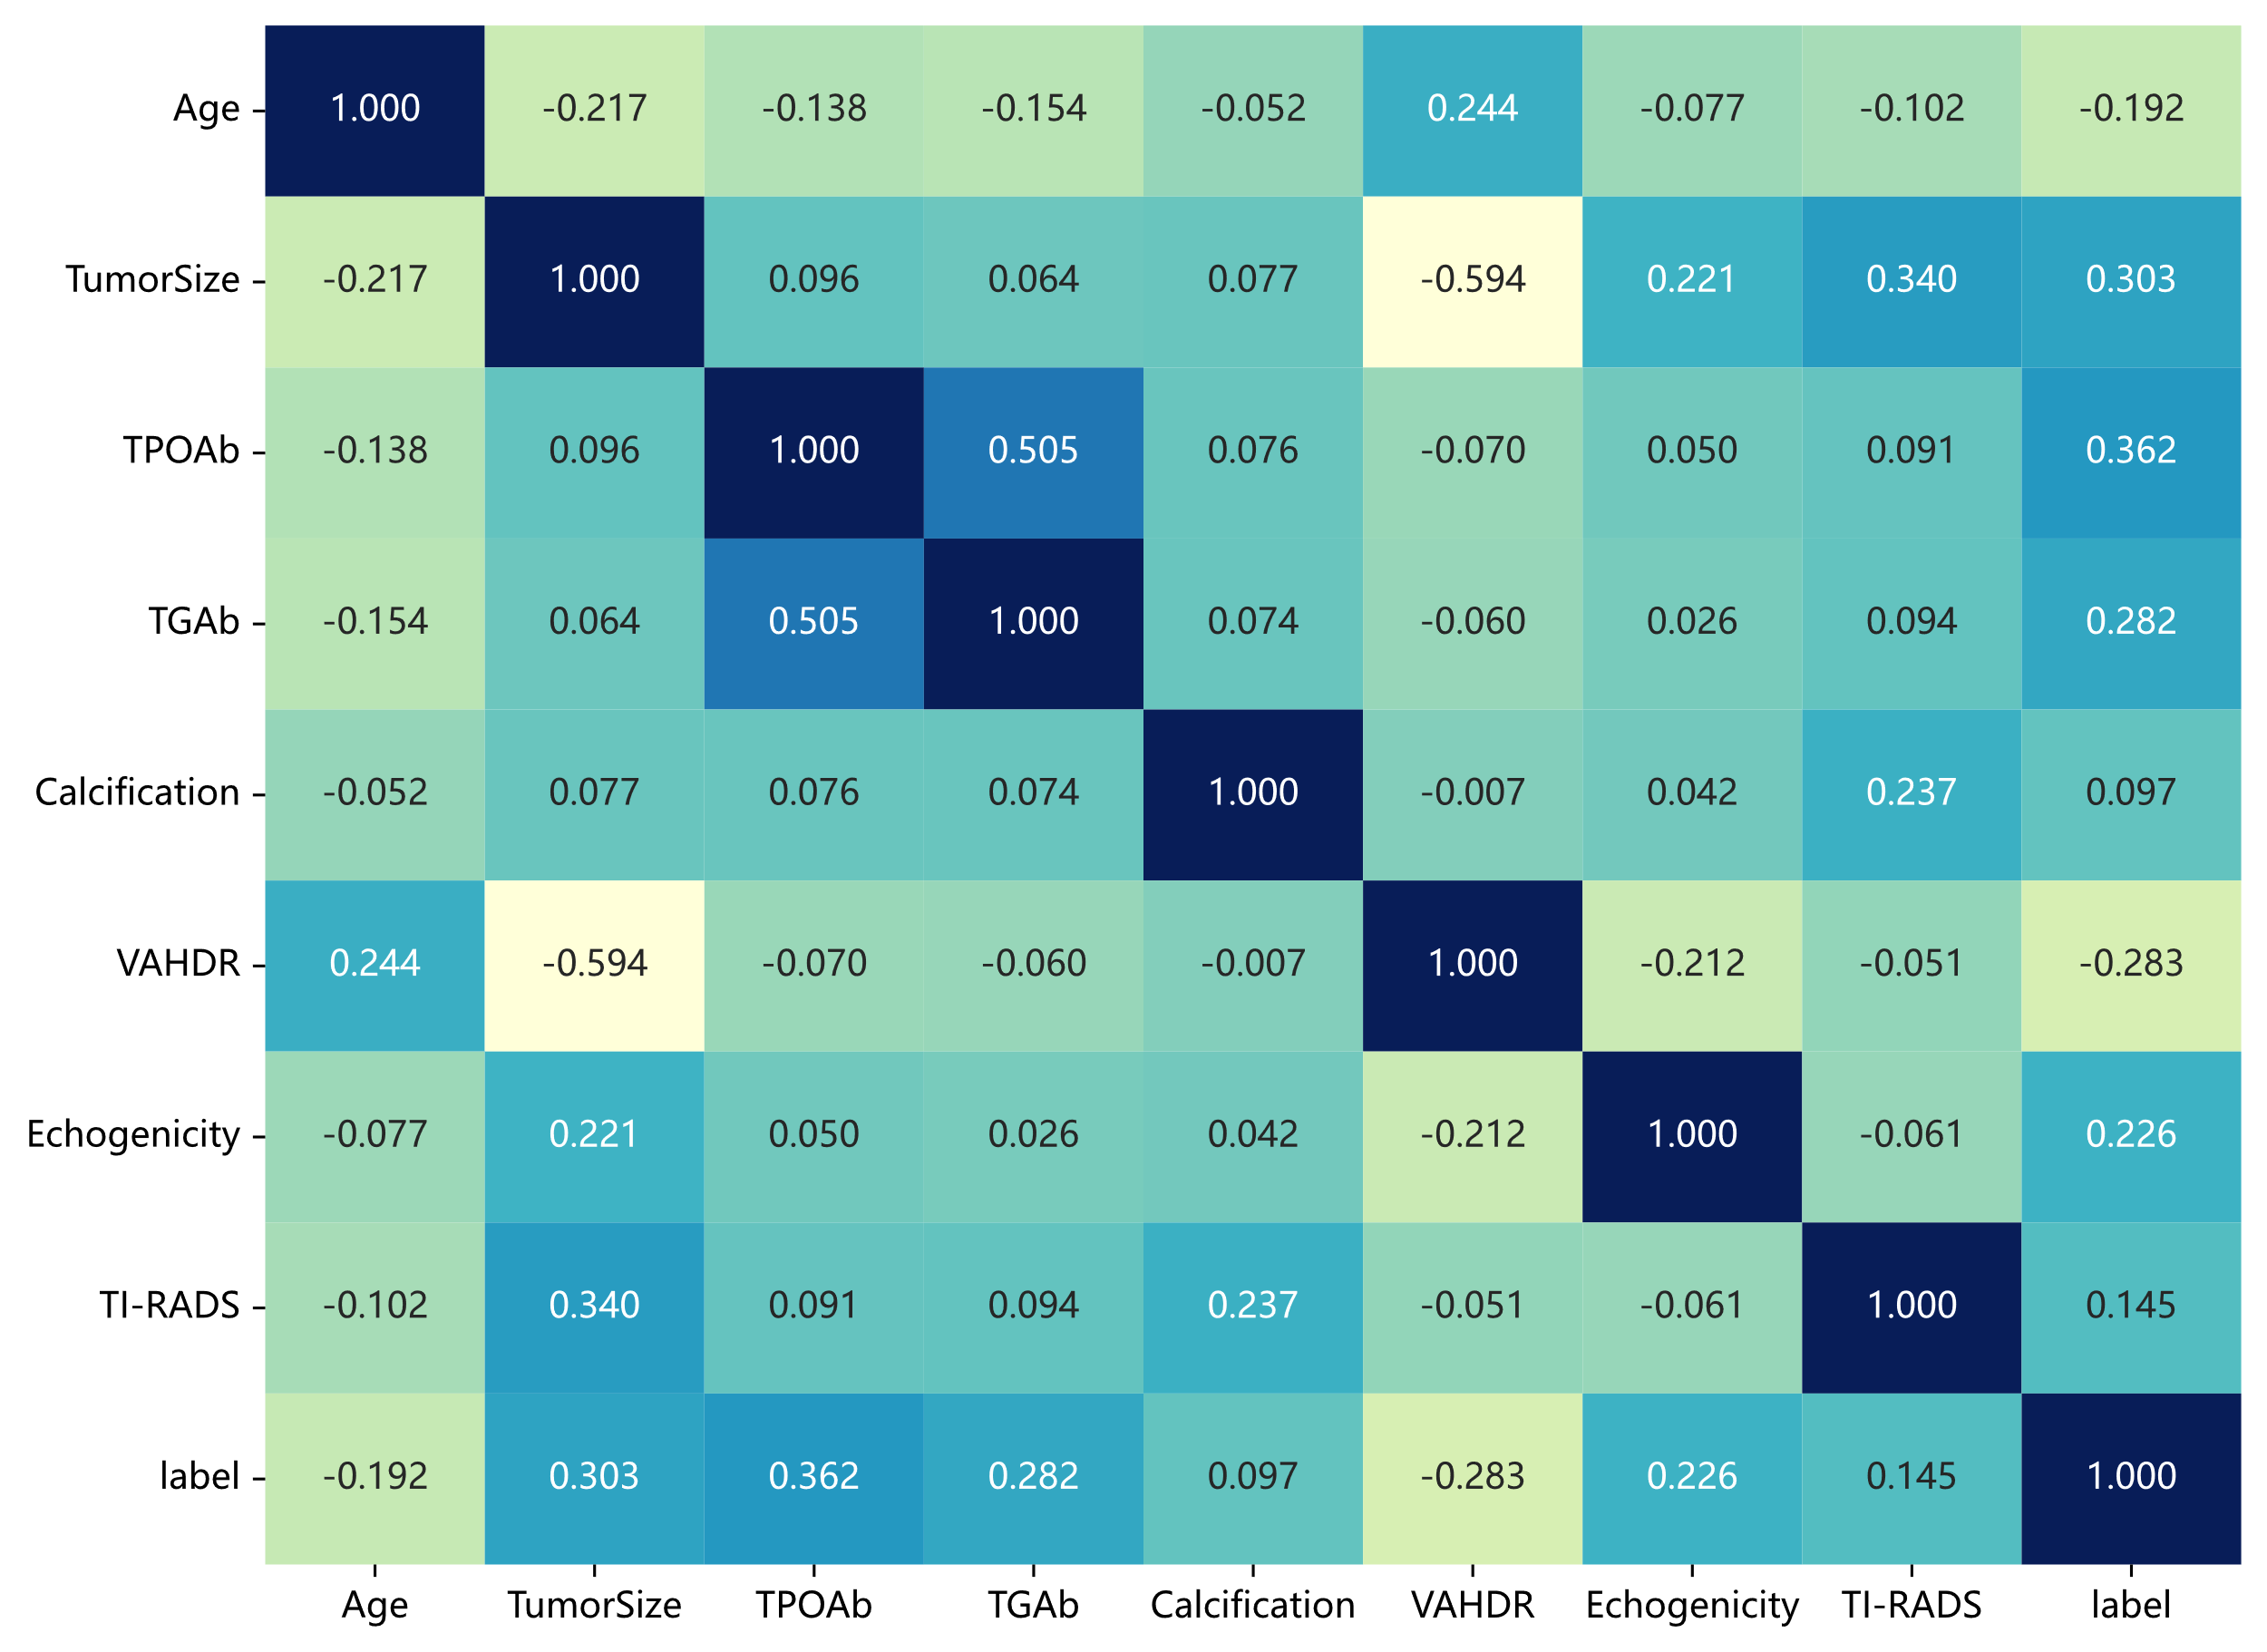 Age 1.000 -0.217 -0.138 -0.154 -0.052 0.244 -0.077 -0.102 -0.192
TumorSize -0.217 1.000 0.096 0.064 0.077 -0.594 0.221 0.340 0.303
TPOAb -0.138 0.096 1.000 0.505 0.076 -0.070 0.050 0.091 0.362
TGAb -0.154 0.064 0.505 1.000 0.074 -0.060 0.026 0.094 0.282
Calcification -0.052 0.077 0.076 0.074 1.000 -0.007 0.042 0.237 0.097
VAHDR 0.244 -0.594 -0.070 -0.060 -0.007 1.000 -0.212 -0.051 -0.283
Echogenicity -0.077 0.221 0.050 0.026 0.042 -0.212 1.000 -0.061 0.226
TI-RADS -0.102 0.340 0.091 0.094 0.237 -0.051 -0.061 1.000 0.145
label -0.192 0.303 0.362 0.282 0.097 -0.283 0.226 0.145 1.000
Age TumorSize TPOAb TGAb Calcification VAHDR Echogenicity TI-RADS label